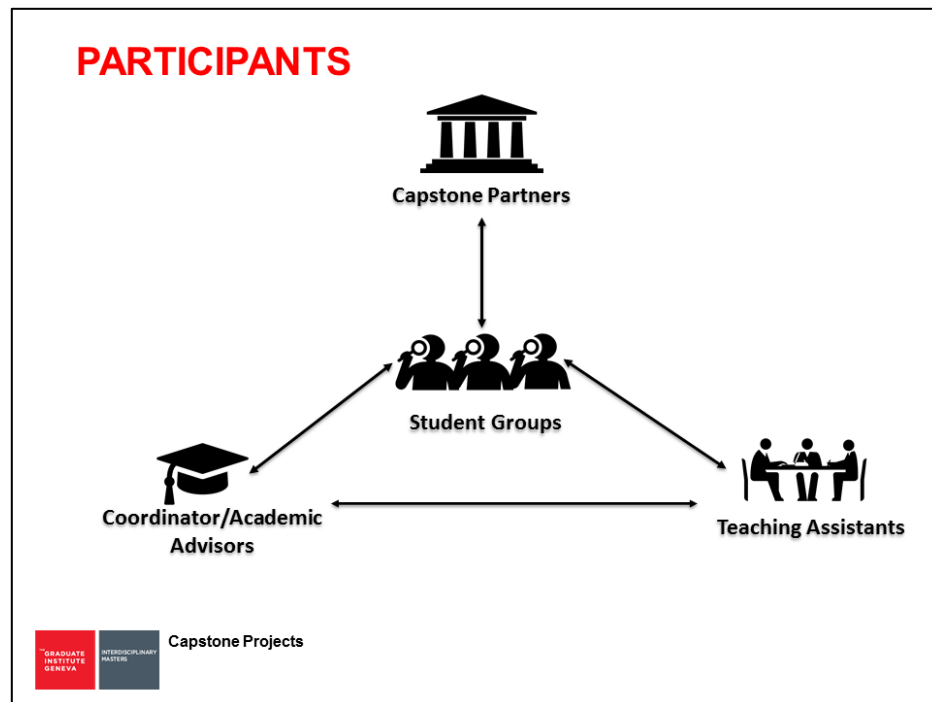 PARTICIPANTS
Capstone Partners
Student Groups
Coordinator/Academic
Advisors
Teaching Assistants
THE
GRADUATE
INSTITUTE
GENEVA
INTERDISCIPLINARY
MASTERS
Capstone Projects